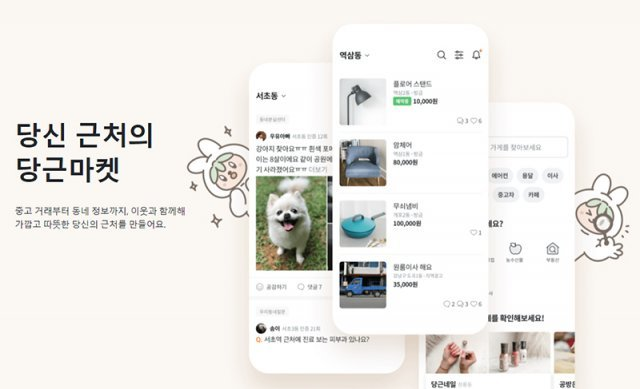 당신 근처의
당근마켓
중고 거래부터 동네 정보까지, 이웃과 함께해
가깝고 따뜻한 당신의 근처를 만들어요.
서초동
동네분실센터
우유아빠 서초동 인증 12회
강아지 찾아요ㅠㅠ 흰색 포메
이는 8살이에요 같이 공원에
기 사라졌어요ㅠㅠ 더보기
공감하기 댓글 7
우리동네질문
송이 서초3동 인증 21회
Q. 서초역 근처에 진료 보는 피부과 있나요?
역삼동
플로어 스탠드
역삼2동 · 방금
예약중 10,000원
3 6
암체어
역삼1동 · 방금
80,000원
무쇠냄비
개포2동 · 방금
100,000원
1
원룸이사 해요
35,000원
2 3 6
가게를 찾아보세요
에어컨 용달 이사
중고차 카페
요?
농수산물 부동산
를 확인해보세요!
당근네일
공방은